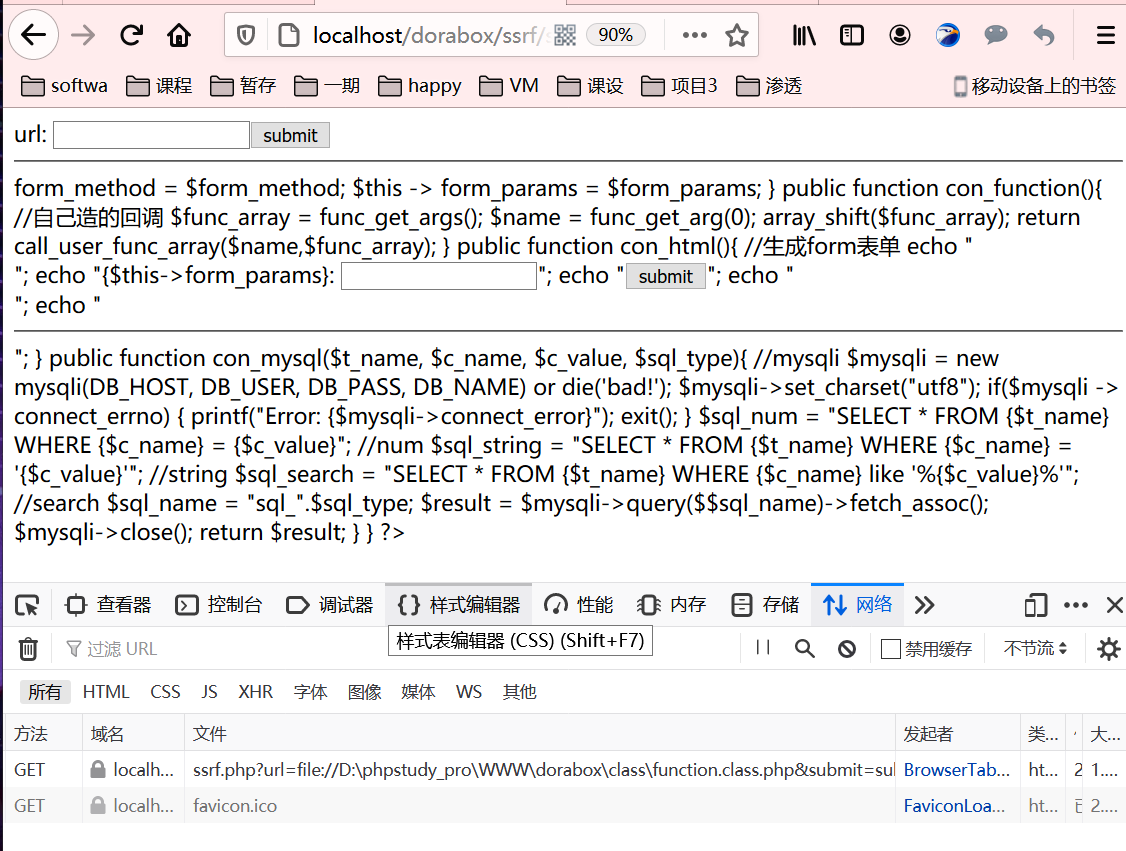 localhost/dorabox/ssrf/s 90%
softwa 课程 暂存 一期 happy VM 课设 项目3 渗透 移动设备上的书签
url: submit
form_method = $form_method; $this -> form_params = $form_params; } public function con_function(){
//自己造的回调 $func_array = func_get_args(); $name = func_get_arg(0); array_shift($func_array); return
call_user_func_array($name,$func_array); } public function con_html(){ //生成form表单 echo "
"; echo "{$this->form_params}: "; echo " submit "; echo "
"; echo "
"; } public function con_mysql($t_name, $c_name, $c_value, $sql_type){ //mysqli $mysqli = new
mysqli(DB_HOST, DB_USER, DB_PASS, DB_NAME) or die('bad!'); $mysqli->set_charset("utf8"); if($mysqli ->
connect_errno) { printf("Error: {$mysqli->connect_error}"); exit(); } $sql_num = "SELECT * FROM {$t_name}
WHERE {$c_name} = {$c_value}"; //num $sql_string = "SELECT * FROM {$t_name} WHERE {$c_name} =
'{$c_value}'"; //string $sql_search = "SELECT * FROM {$t_name} WHERE {$c_name} like '%{$c_value}%'";
//search $sql_name = "sql_".$sql_type; $result = $mysqli->query($$sql_name)->fetch_assoc();
$mysqli->close(); return $result; } } ?>
查看器 控制台 调试器 样式编辑器 性能 内存 存储 网络
样式表编辑器 (CSS) (Shift+F7)
过滤 URL 禁用缓存 不节流
所有 HTML CSS JS XHR 字体 图像 媒体 WS 其他
方法 域名 文件 发起者 类... 大...
GET localh... ssrf.php?url=file://D:\phpstudy_pro\WWW\dorabox\class\function.class.php&submit=sul BrowserTab... ht... 2 1....
GET localh... favicon.ico FaviconLoa... ht... 2....